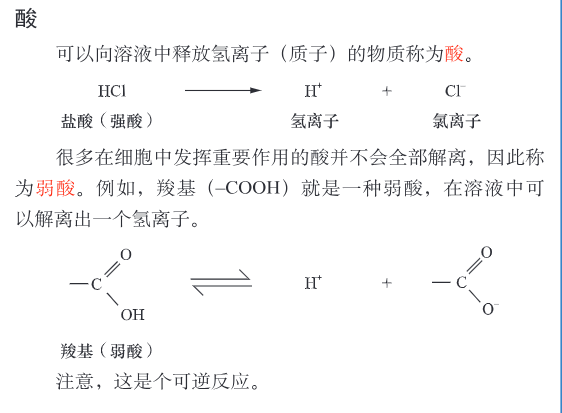 酸
可以向溶液中释放氢离子（质子）的物质称为酸。
HCl → H⁺ + Cl⁻
盐酸（强酸） 氢离子 氯离子
很多在细胞中发挥重要作用的酸并不会全部解离，因此称
为弱酸。例如，羧基（–COOH）就是一种弱酸，在溶液中可
以解离出一个氢离子。
O O
C ⇌ H⁺ + C
OH O⁻
羧基（弱酸）
注意，这是个可逆反应。